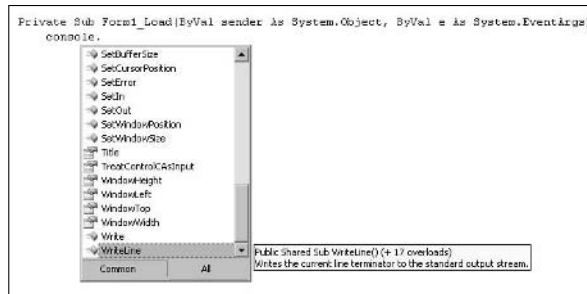 Private Sub Form1_Load(ByVal sender As System.Object, ByVal e As System.EventArgs)
console.
SetBufferSize
SetCursorPosition
SetError
SetIn
SetOut
SetWindowPosition
SetWindowSize
Title
TreatControlCAsInput
WindowHeight
WindowLeft
WindowTop
WindowWidth
Write
WriteLine
Public Shared Sub WriteLine() (+ 17 overloads)
Writes the current line terminator to the standard output stream.
Common All